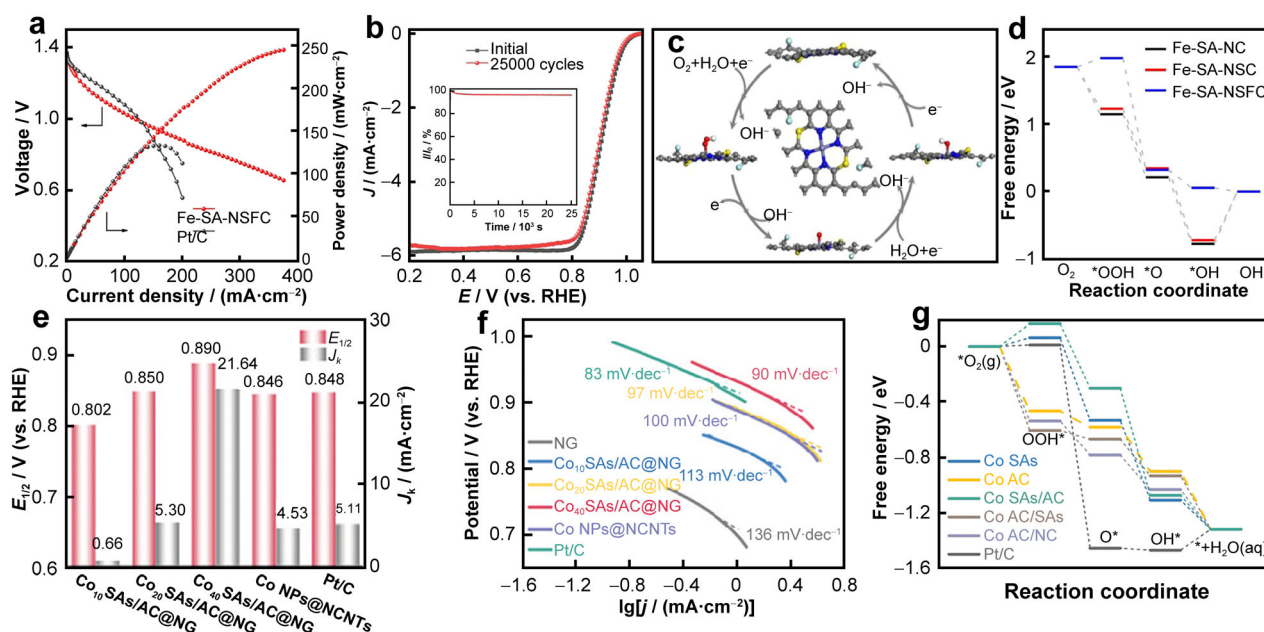 a
Voltage / V
1.4
1.2
1.0
0.8
0.6
0.4
0.2
0 100 200 300 400
Current density / (mA·cm−2)
250
200
150
100
50
0
Power density / (mW·cm−2)
Fe-SA-NSFC
Pt/C
b
J / (mA·cm−2)
0
−2
−4
−6
0.2 0.4 0.6 0.8 1.0
E / V (vs. RHE)
Initial
25000 cycles
I/I0 / %
100
80
60
40
20
0 5 10 15 20 25
Time / 10³ s
c
O2+H2O+e−
OH−
OH−
e−
OH−
e−
OH−
H2O+e−
d
Free energy / eV
2
1
0
−1
Fe-SA-NC
Fe-SA-NSC
Fe-SA-NSFC
O2 *OOH *O *OH OH
Reaction coordinate
e
E1/2 / V (vs. RHE)
0.9
0.8
0.7
0.6
E1/2
Jk
0.802
0.66
0.850
5.30
0.890
21.64
0.846
4.53
0.848
5.11
30
20
10
0
Jk / (mA·cm−2)
Co10 SAs/AC@NG
Co20 SAs/AC@NG
Co40 SAs/AC@NG
Co NPs@NCNTs
Pt/C
f
Potential / V (vs. RHE)
1.0
0.9
0.8
0.7
83 mV·dec−1
90 mV·dec−1
97 mV·dec−1
100 mV·dec−1
113 mV·dec−1
136 mV·dec−1
NG
Co10SAs/AC@NG
Co20SAs/AC@NG
Co40SAs/AC@NG
Co NPs@NCNTs
Pt/C
−1.6 −0.8 0 0.8
lg[j / (mA·cm−2)]
g
Free energy / eV
0
−0.4
−0.8
−1.2
−1.6
*O2(g)
OOH*
O*
OH*
*+H2O(aq)
Co SAs
Co AC
Co SAs/AC
Co AC/SAs
Co AC/NC
Pt/C
Reaction coordinate